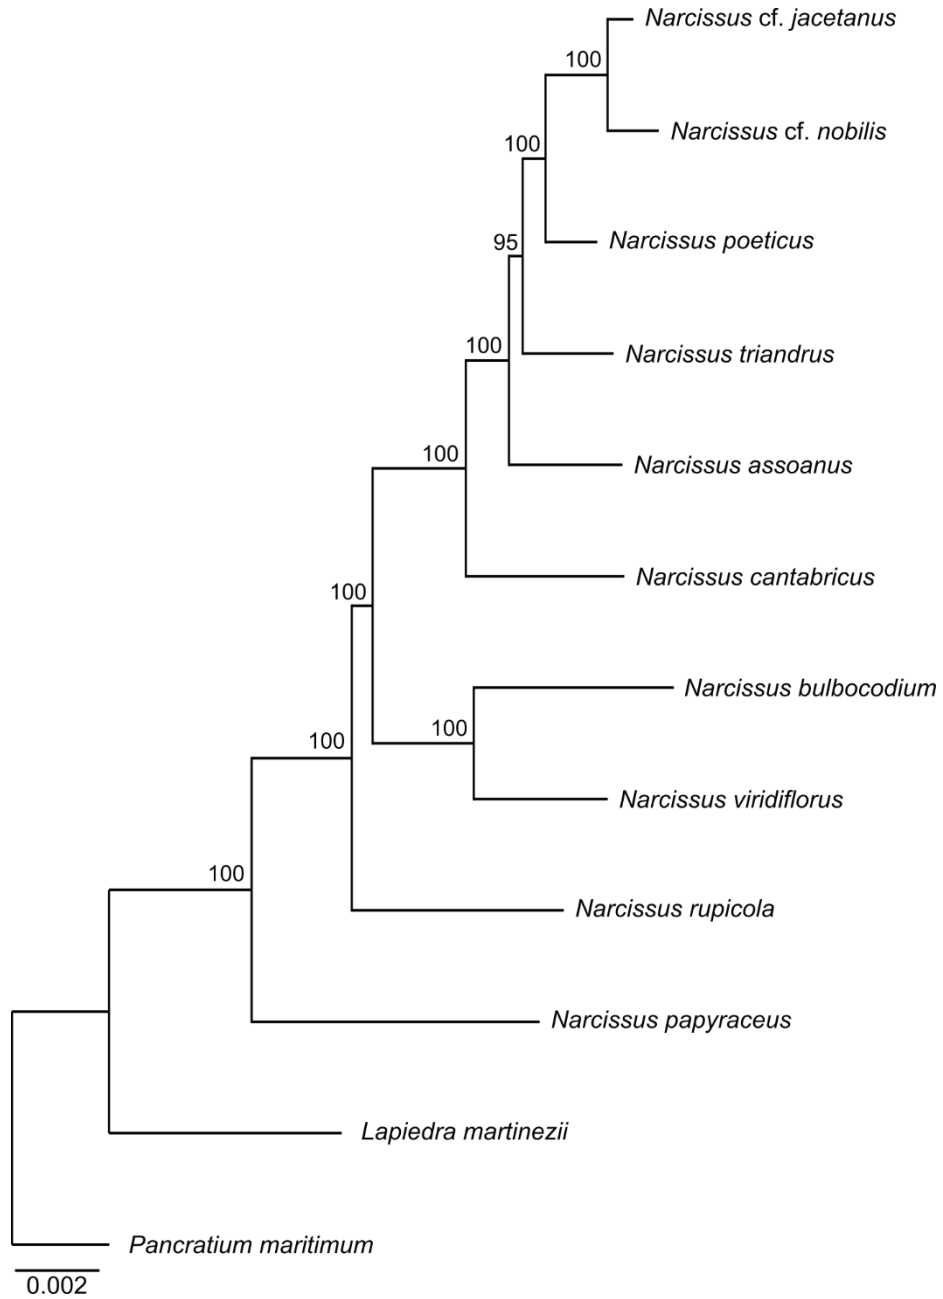 Narcissus cf. jacetanus
100
Narcissus cf. nobilis
100
Narcissus poeticus
95
100
Narcissus triandrus
100
Narcissus assoanus
Narcissus cantabricus
100
Narcissus bulbocodium
100
100
Narcissus viridiflorus
100
Narcissus rupicola
Narcissus papyraceus
Lapiedra martinezii
Pancratium maritimum
0.002